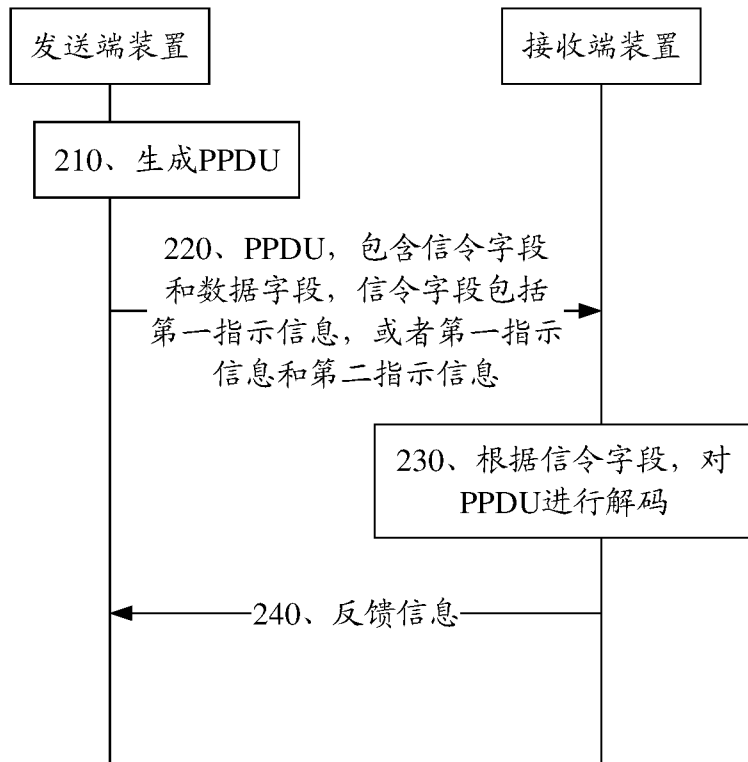 发送端装置
接收端装置
210、生成PPDU
220、PPDU，包含信令字段
和数据字段，信令字段包括
第一指示信息，或者第一指示
信息和第二指示信息
230、根据信令字段，对
PPDU进行解码
240、反馈信息